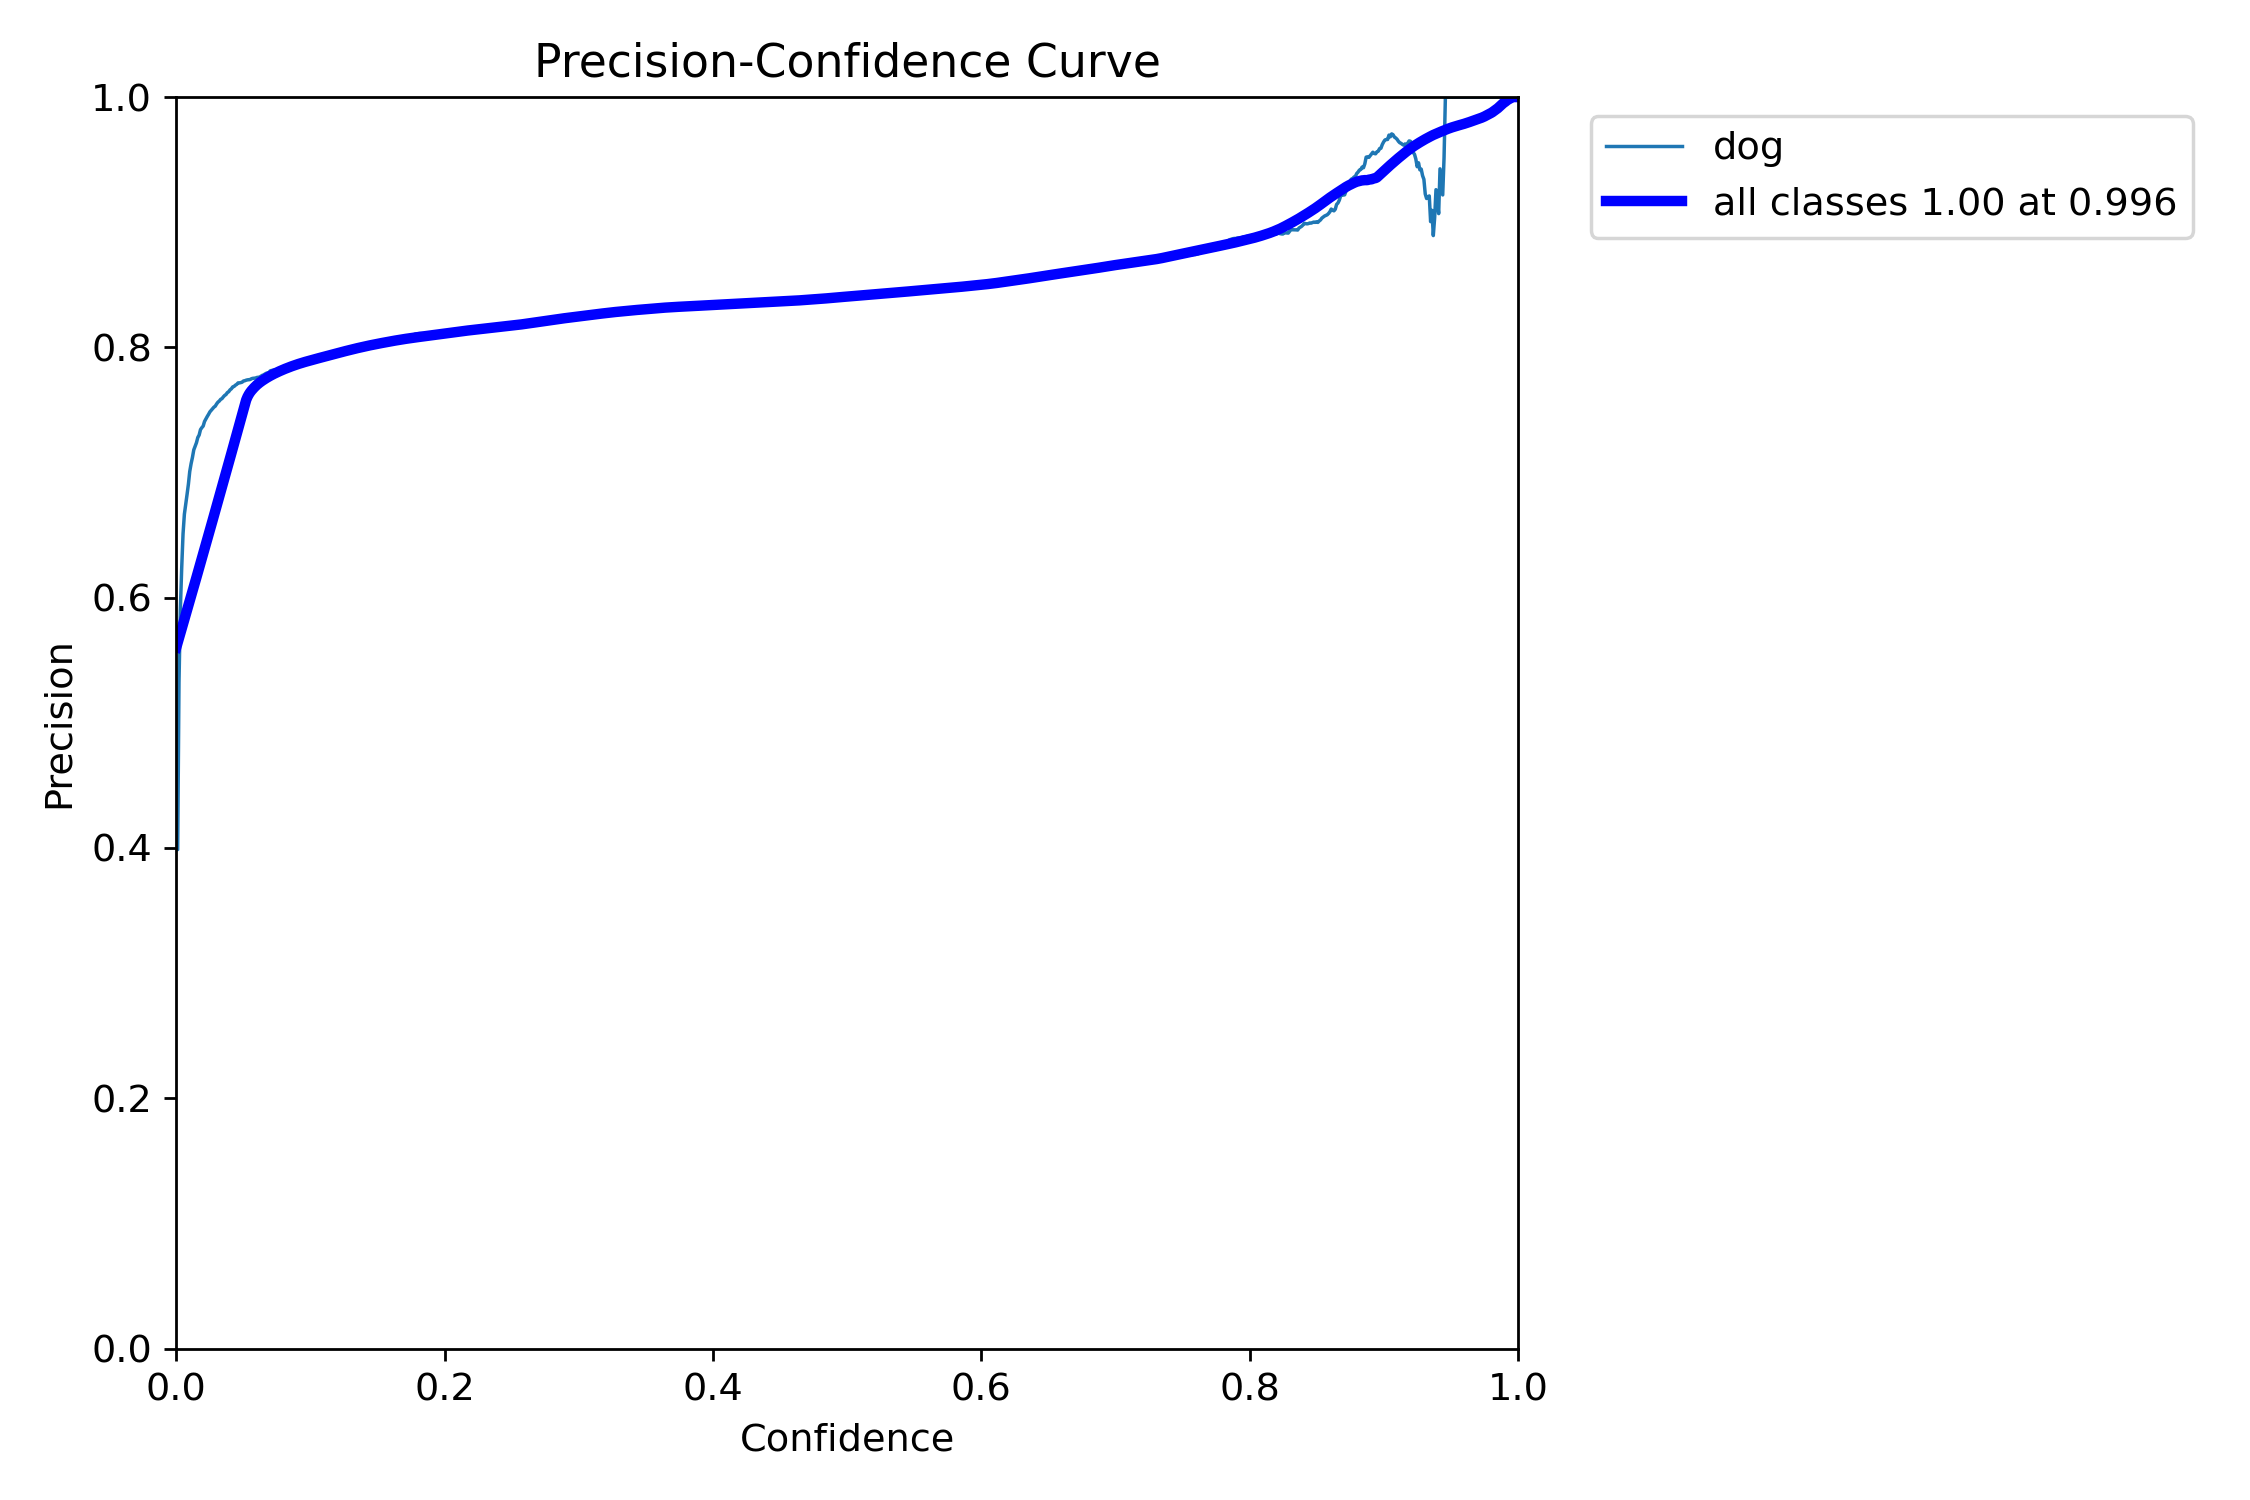 Precision-Confidence Curve
1.0
0.8
0.6
0.4
0.2
0.0
Precision
0.0 0.2 0.4 0.6 0.8 1.0
Confidence
dog
all classes 1.00 at 0.996